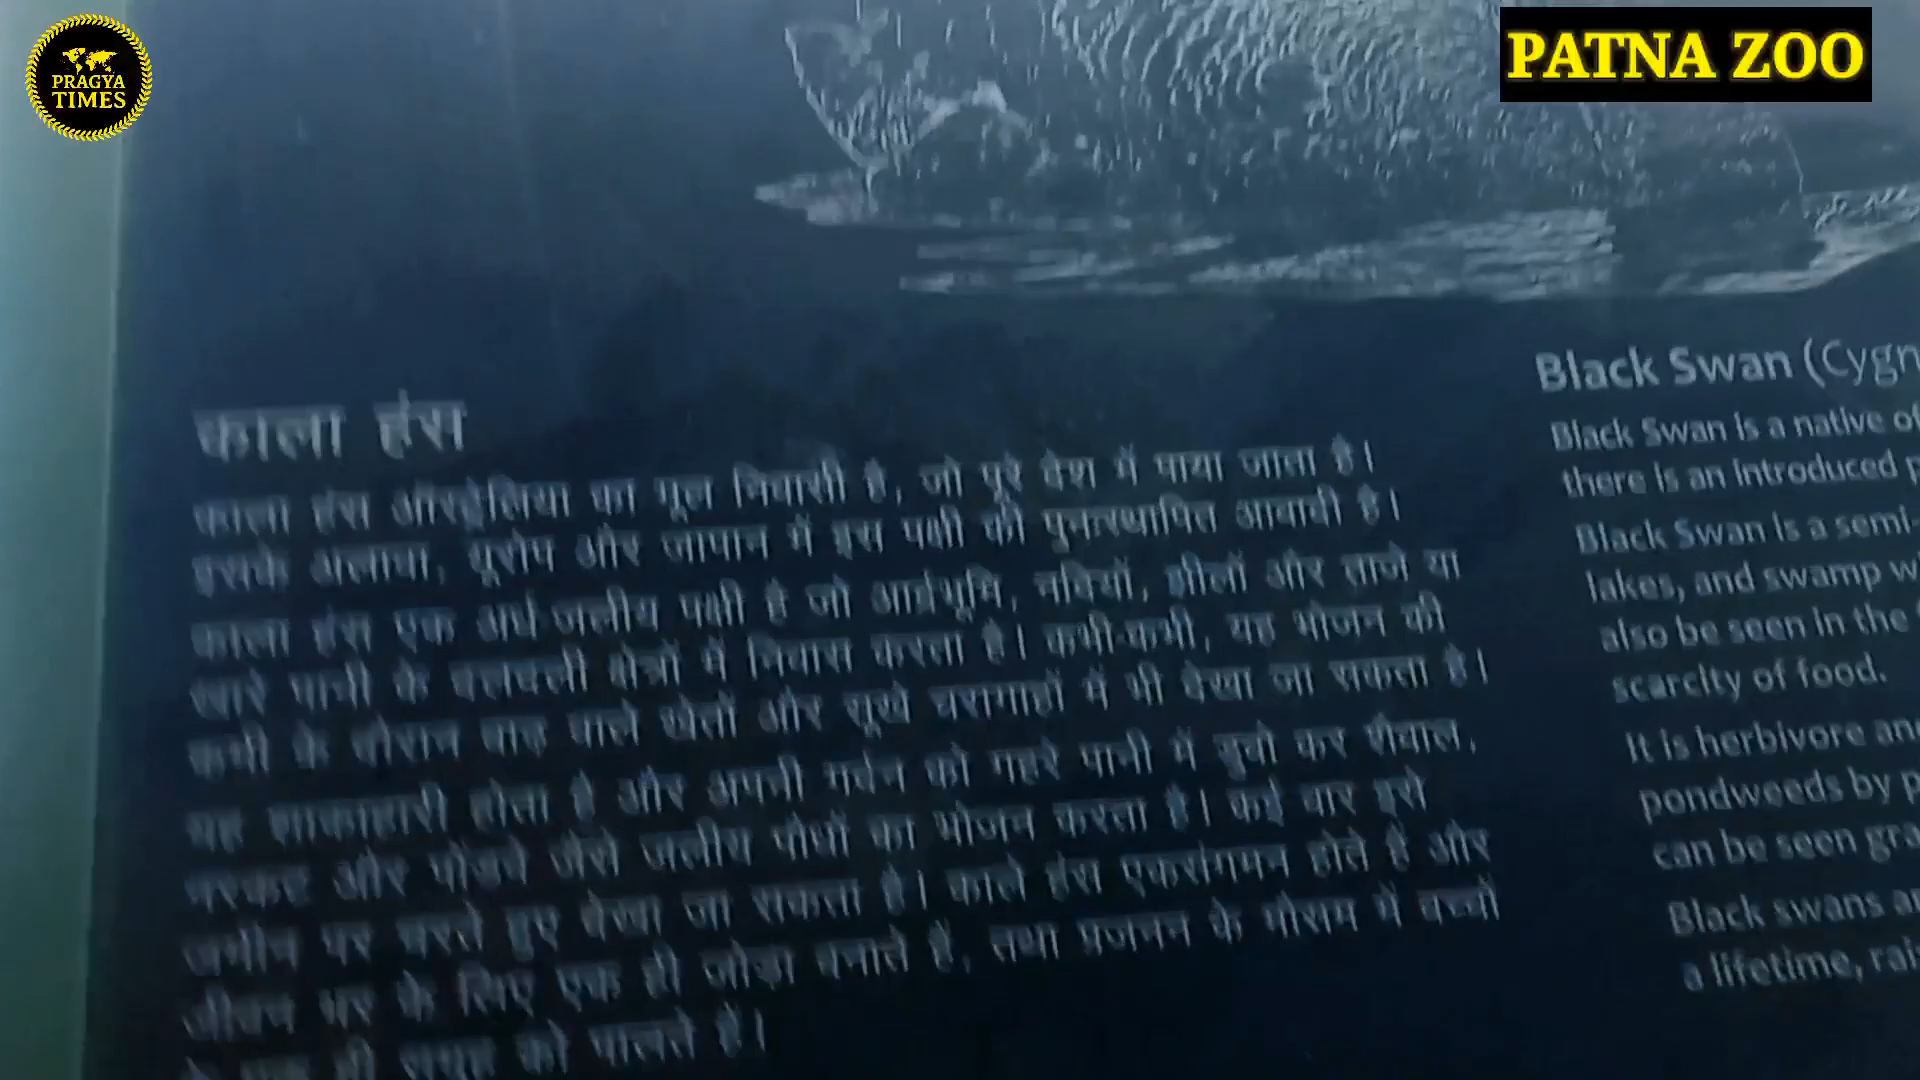 PRAGYA
TIMES
PATNA ZOO
काला हंस
काला हंस ऑस्ट्रेलिया का मूल निवासी है, जो पूरे देश में पाया जाता है।
इसके अलावा, यूरोप और जापान में इस पक्षी की पुनःस्थापित आबादी है।
काला हंस एक अर्ध-जलीय पक्षी है जो आर्द्रभूमि, नदियों, झीलों और ताजे या
खारे पानी के दलदली क्षेत्रों में निवास करता है। कभी-कभी, यह भोजन की
कमी के दौरान बाढ़ वाले खेतों और सूखे चरागाहों में भी देखा जा सकता है।
यह शाकाहारी होता है और अपनी गर्दन को गहरे पानी में डुबो कर शैवाल,
नरकट और पोंडवीड जैसे जलीय पौधों का भोजन करता है। कई बार इसे
जमीन पर चरते हुए देखा जा सकता है। काले हंस एकसंगमन होते हैं और
जीवन भर के लिए एक ही जोड़ा बनाते हैं, तथा प्रजनन के मौसम में बच्चों
समूह को पालते हैं।
Black Swan (Cygn
Black Swan is a native of
there is an introduced p
Black Swan is a semi-
lakes, and swamp w
also be seen in the
scarcity of food.
It is herbivore an
pondweeds by p
can be seen gra
Black swans a
a lifetime, rai